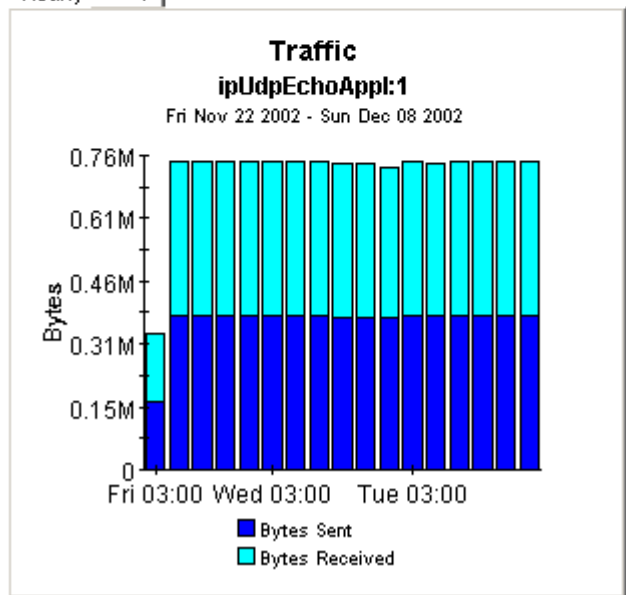 Traffic
ipUdpEchoAppl:1
Fri Nov 22 2002 - Sun Dec 08 2002
0.76M
0.61M
0.46M
0.31M
0.15M
0
Bytes
Fri 03:00 Wed 03:00 Tue 03:00
Bytes Sent
Bytes Received